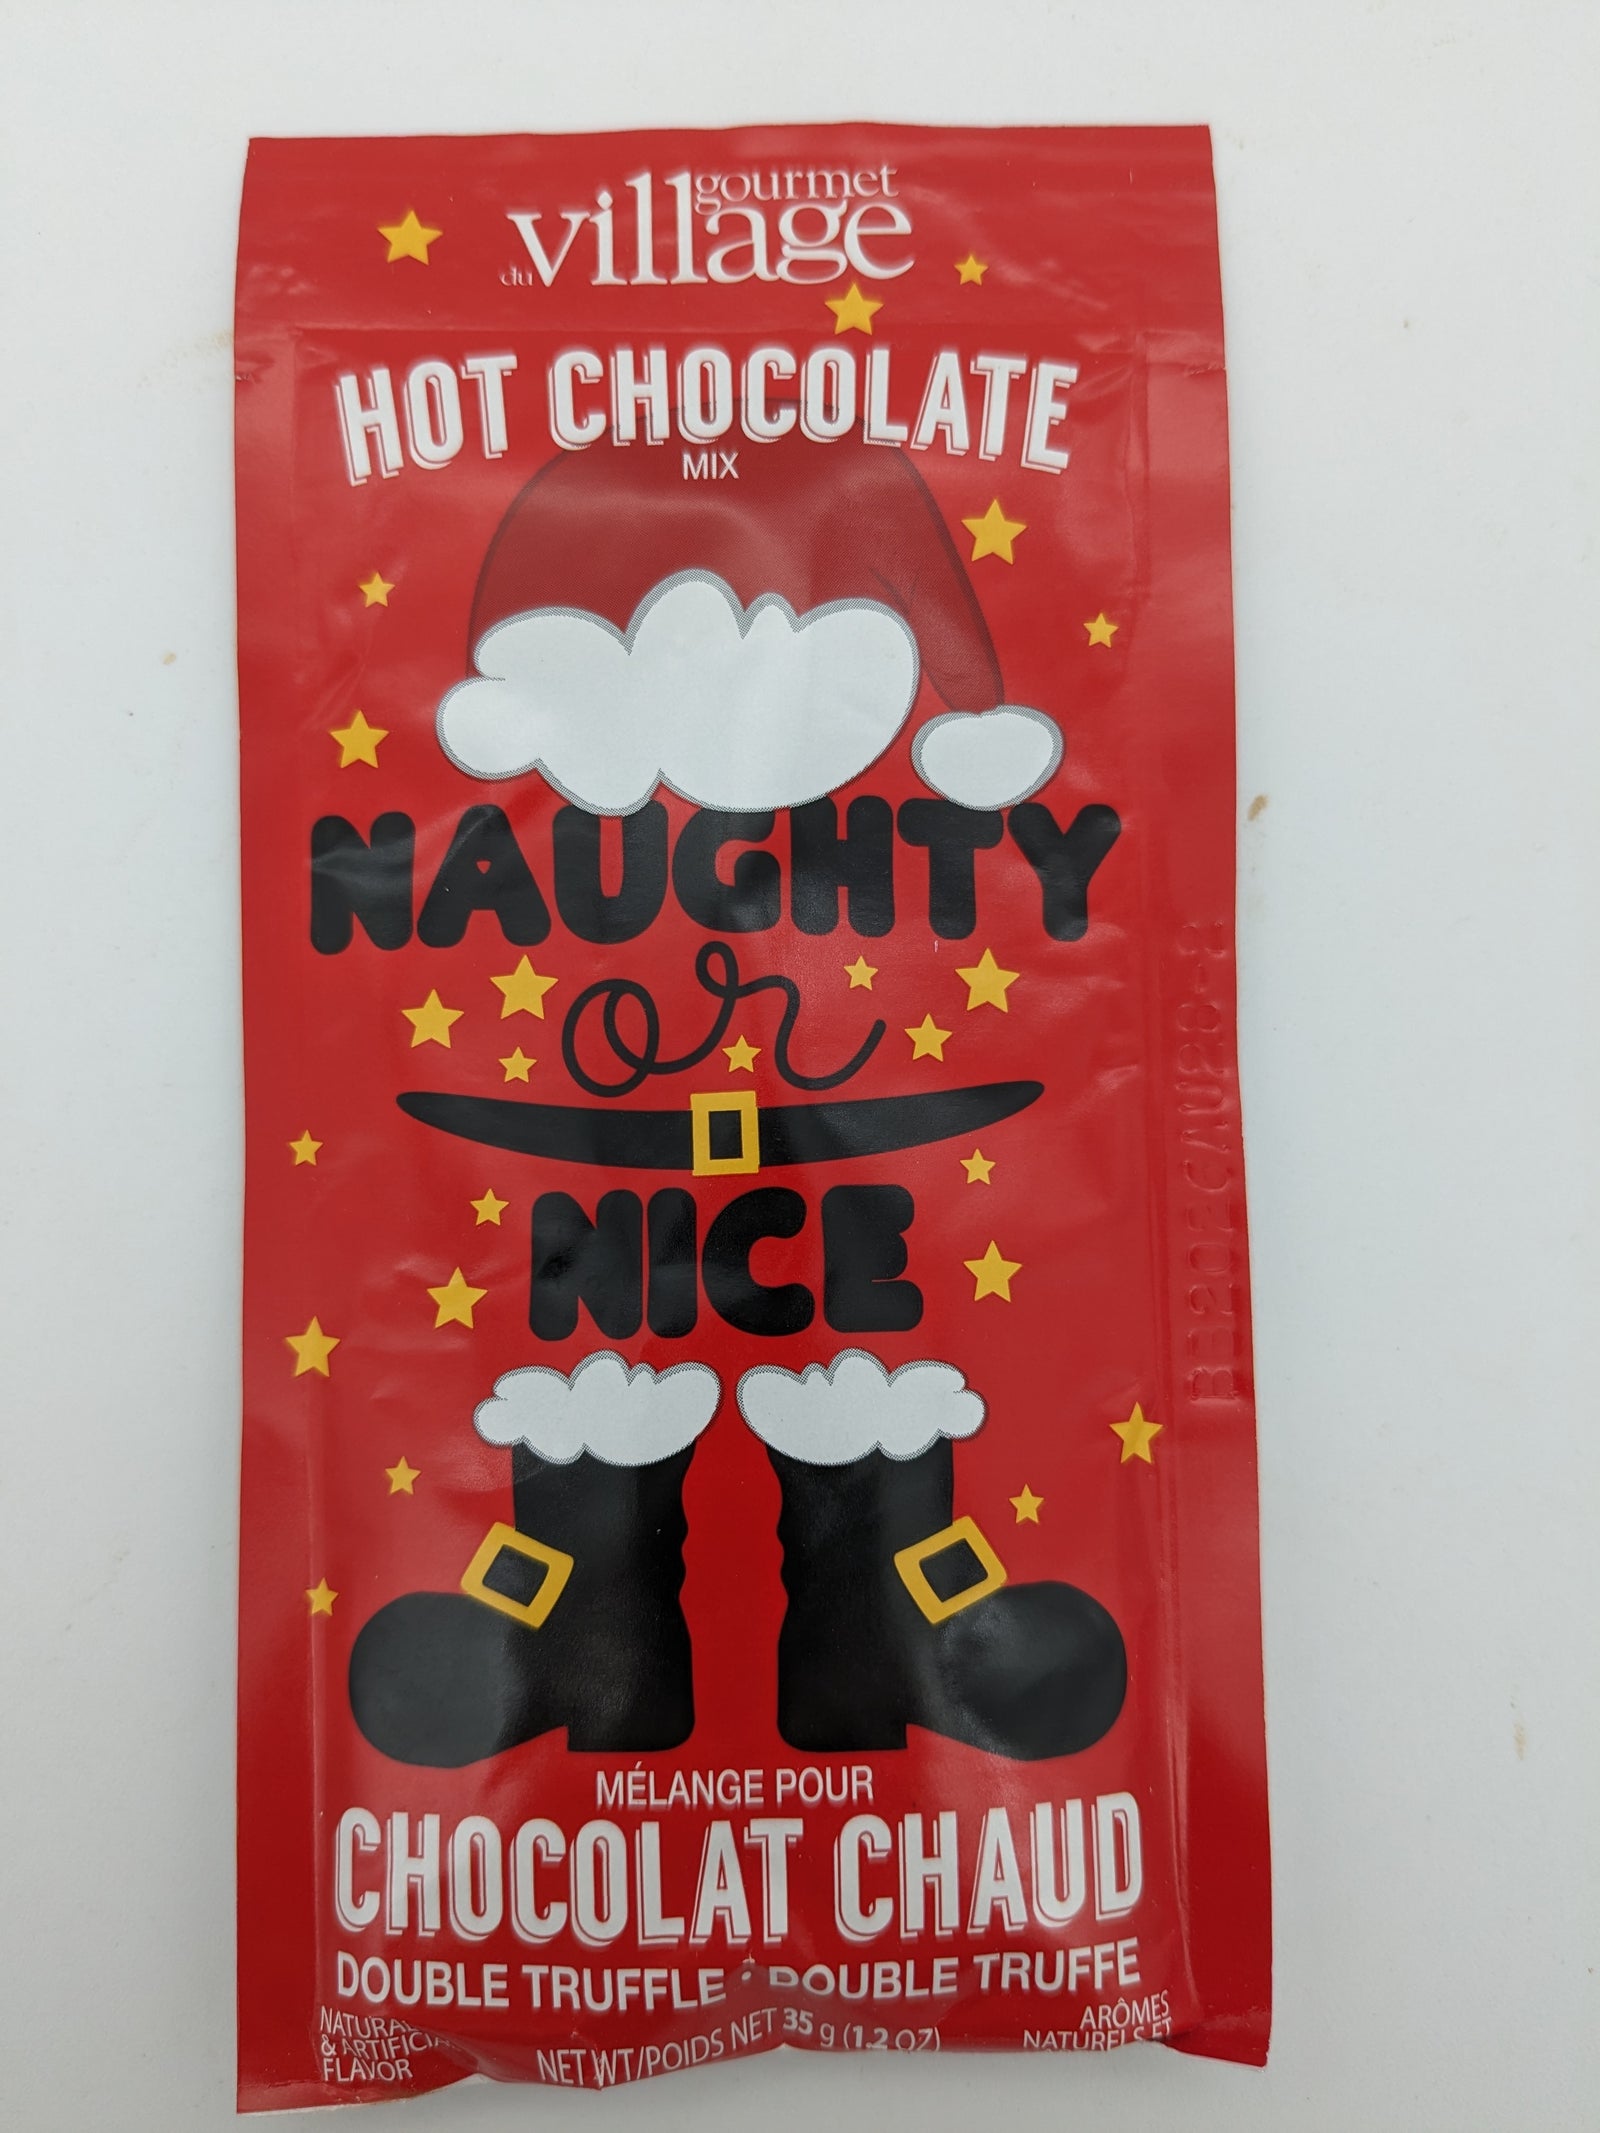 gourmet
du village
HOT CHOCOLATE
MIX
NAUGHTY
or
NICE
MÉLANGE POUR
CHOCOLAT CHAUD
DOUBLE TRUFFLE • DOUBLE TRUFFE
NATURAL
& ARTIFICIAL
FLAVOR
NET WT/POIDS NET 35 g (1.2 OZ)
ARÔMES
NATURELS ET